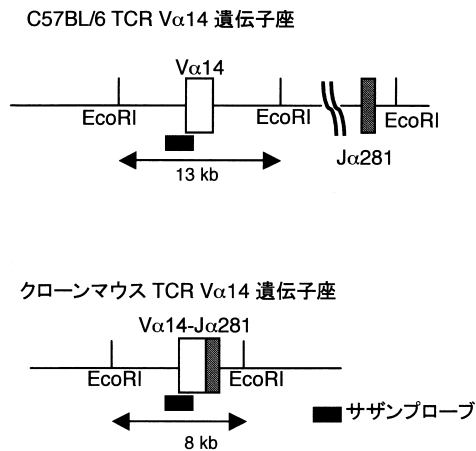 C57BL/6 TCR Vα14 遺伝子座
Vα14
EcoRI EcoRI EcoRI
Jα281
13 kb
クローンマウス TCR Vα14 遺伝子座
Vα14-Jα281
EcoRI EcoRI
サザンプローブ
8 kb